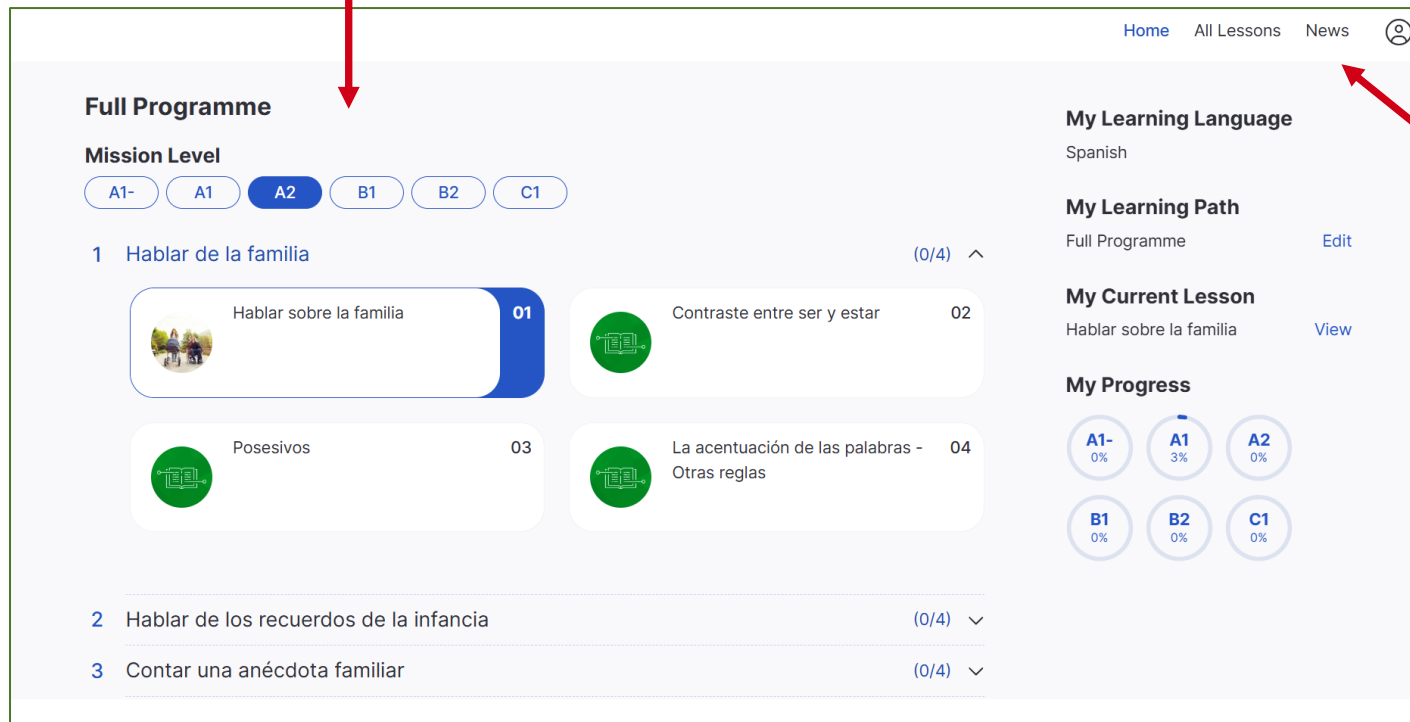 Home All Lessons News
Full Programme
Mission Level
A1- A1 A2 B1 B2 C1
1 Hablar de la familia (0/4)
Hablar sobre la familia 01
Contraste entre ser y estar 02
Posesivos 03
La acentuación de las palabras - 04
Otras reglas
2 Hablar de los recuerdos de la infancia (0/4)
3 Contar una anécdota familiar (0/4)
My Learning Language
Spanish
My Learning Path
Full Programme Edit
My Current Lesson
Hablar sobre la familia View
My Progress
A1- A1 A2
0% 3% 0%
B1 B2 C1
0% 0% 0%